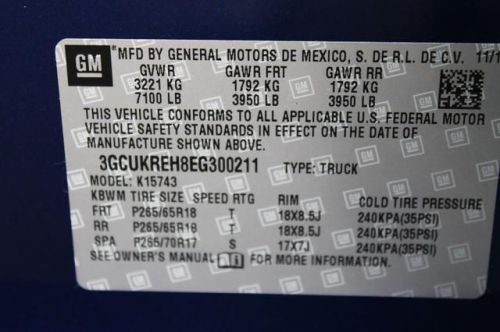 GM MFD BY GENERAL MOTORS DE MEXICO, S. DE R.L. DE C.V. 11/1
GVWR GAWR FRT GAWR RR
3221 KG 1792 KG 1792 KG
7100 LB 3950 LB 3950 LB
THIS VEHICLE CONFORMS TO ALL APPLICABLE U.S. FEDERAL MOTOR
VEHICLE SAFETY STANDARDS IN EFFECT ON THE DATE OF
MANUFACTURE SHOWN ABOVE.
3GCUKREH8EG300211 TYPE: TRUCK
MODEL: K15743
KBWM TIRE SIZE SPEED RTG RIM COLD TIRE PRESSURE
FRT P265/65R18 T 18X8.5J 240KPA(35PSI)
RR P265/65R18 T 18X8.5J 240KPA(35PSI)
SPA P265/70R17 S 17X7J 240KPA(35PSI)
SEE OWNER'S MANUAL FOR MORE INFORMATION.